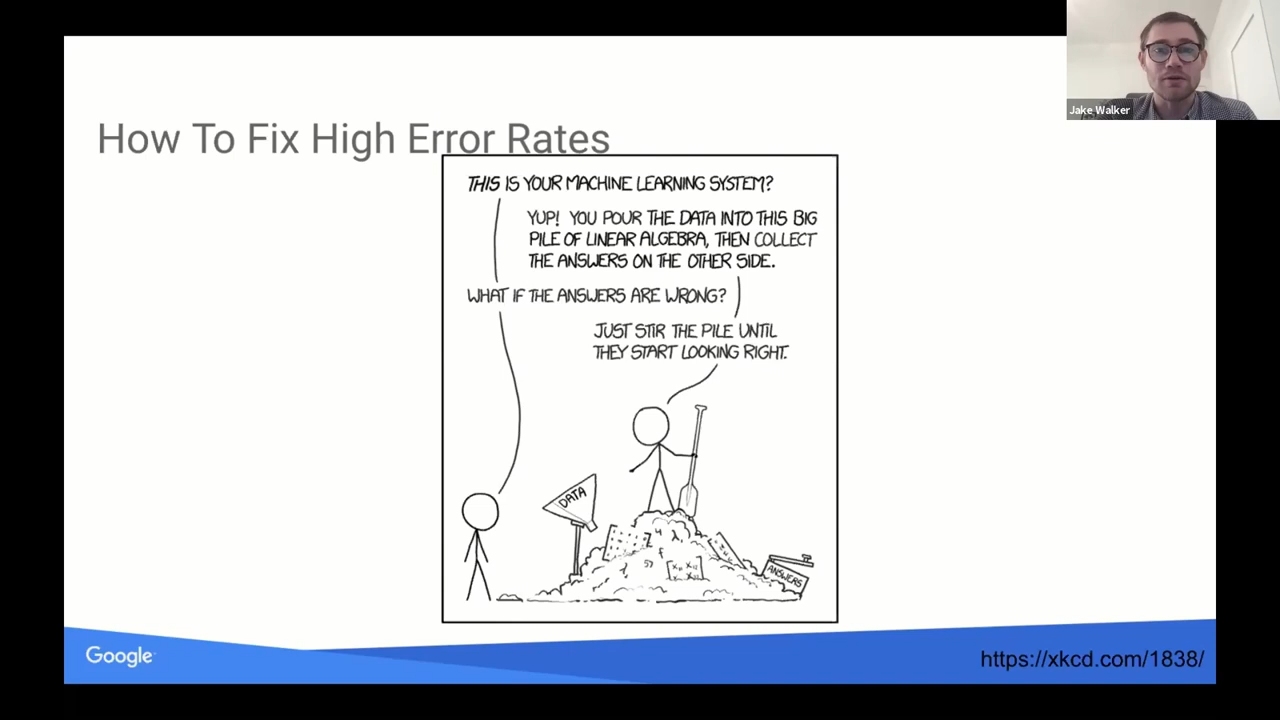 Jake Walker
How To Fix High Error Rates
THIS IS YOUR MACHINE LEARNING SYSTEM?
YUP! YOU POUR THE DATA INTO THIS BIG
PILE OF LINEAR ALGEBRA, THEN COLLECT
THE ANSWERS ON THE OTHER SIDE.
WHAT IF THE ANSWERS ARE WRONG?
JUST STIR THE PILE UNTIL
THEY START LOOKING RIGHT.
DATA
ANSWERS
Google
https://xkcd.com/1838/